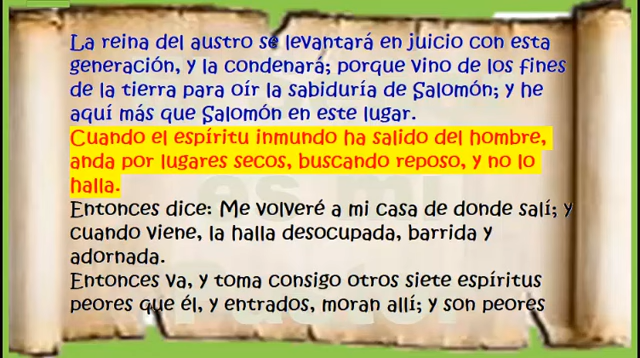 La reina del austro se levantará en juicio con esta
generación, y la condenará; porque vino de los fines
de la tierra para oír la sabiduría de Salomón; y he
aquí más que Salomón en este lugar.
Cuando el espíritu inmundo ha salido del hombre,
anda por lugares secos, buscando reposo, y no lo
halla.
Entonces dice: Me volveré a mi casa de donde salí; y
cuando viene, la halla desocupada, barrida y
adornada.
Entonces va, y toma consigo otros siete espíritus
peores que él, y entrados, moran allí; y son peores